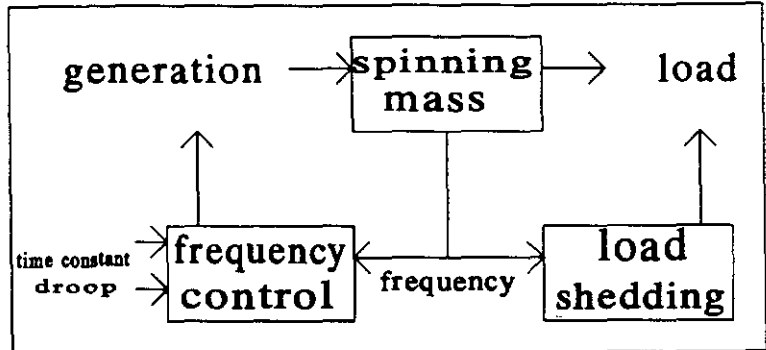 generation
spinning
mass
load
time constant
droop
frequency
control
frequency
load
shedding